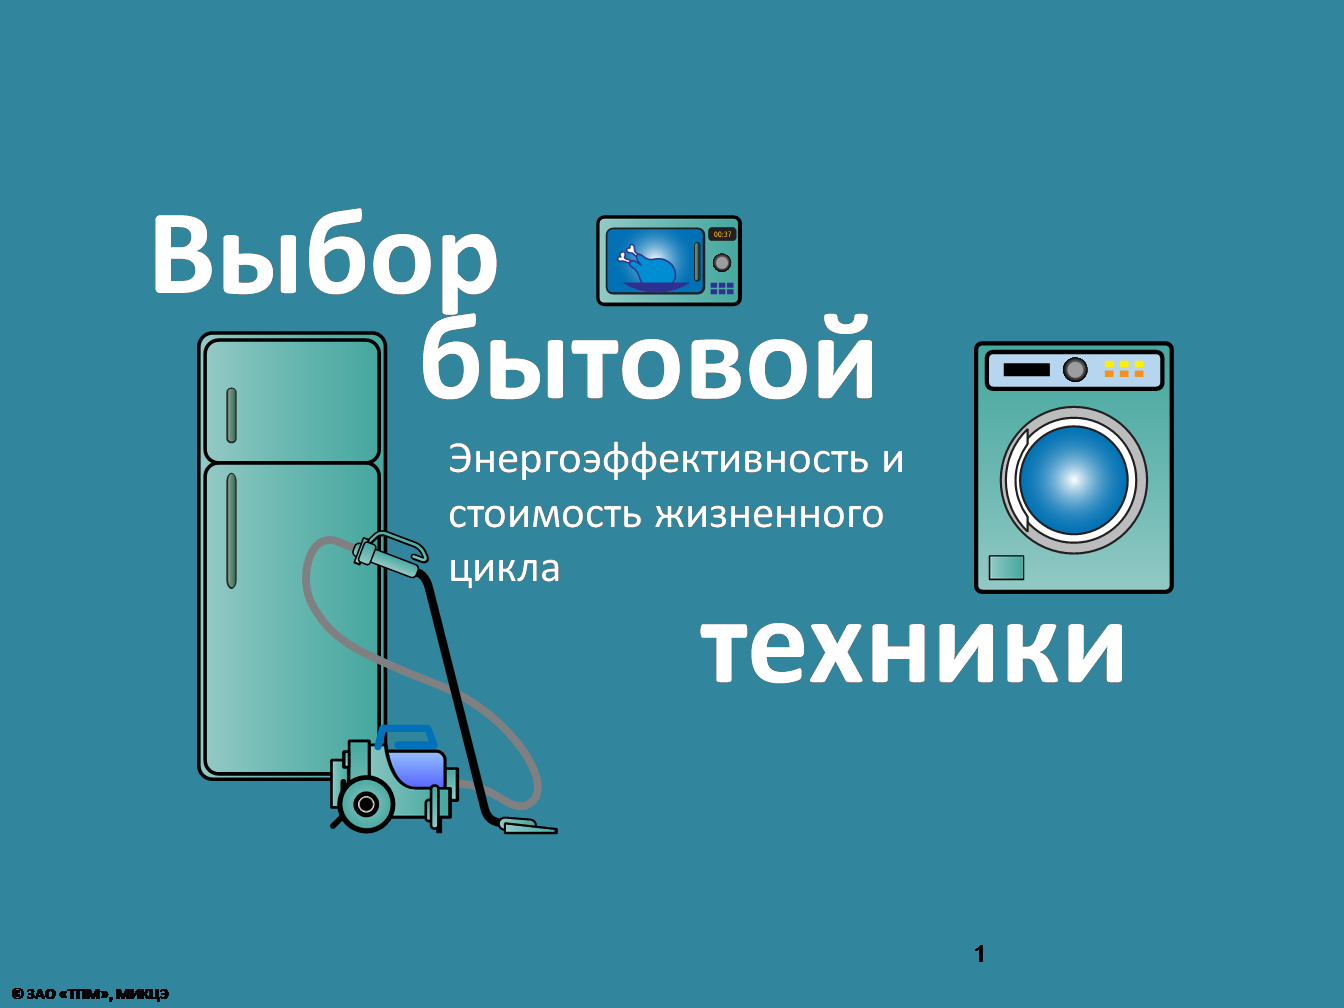 Выбор
00:37
бытовой
Энергоэффективность и
стоимость жизненного
цикла
техники
1
© ЗАО «ТПМ», МИКЦЭ